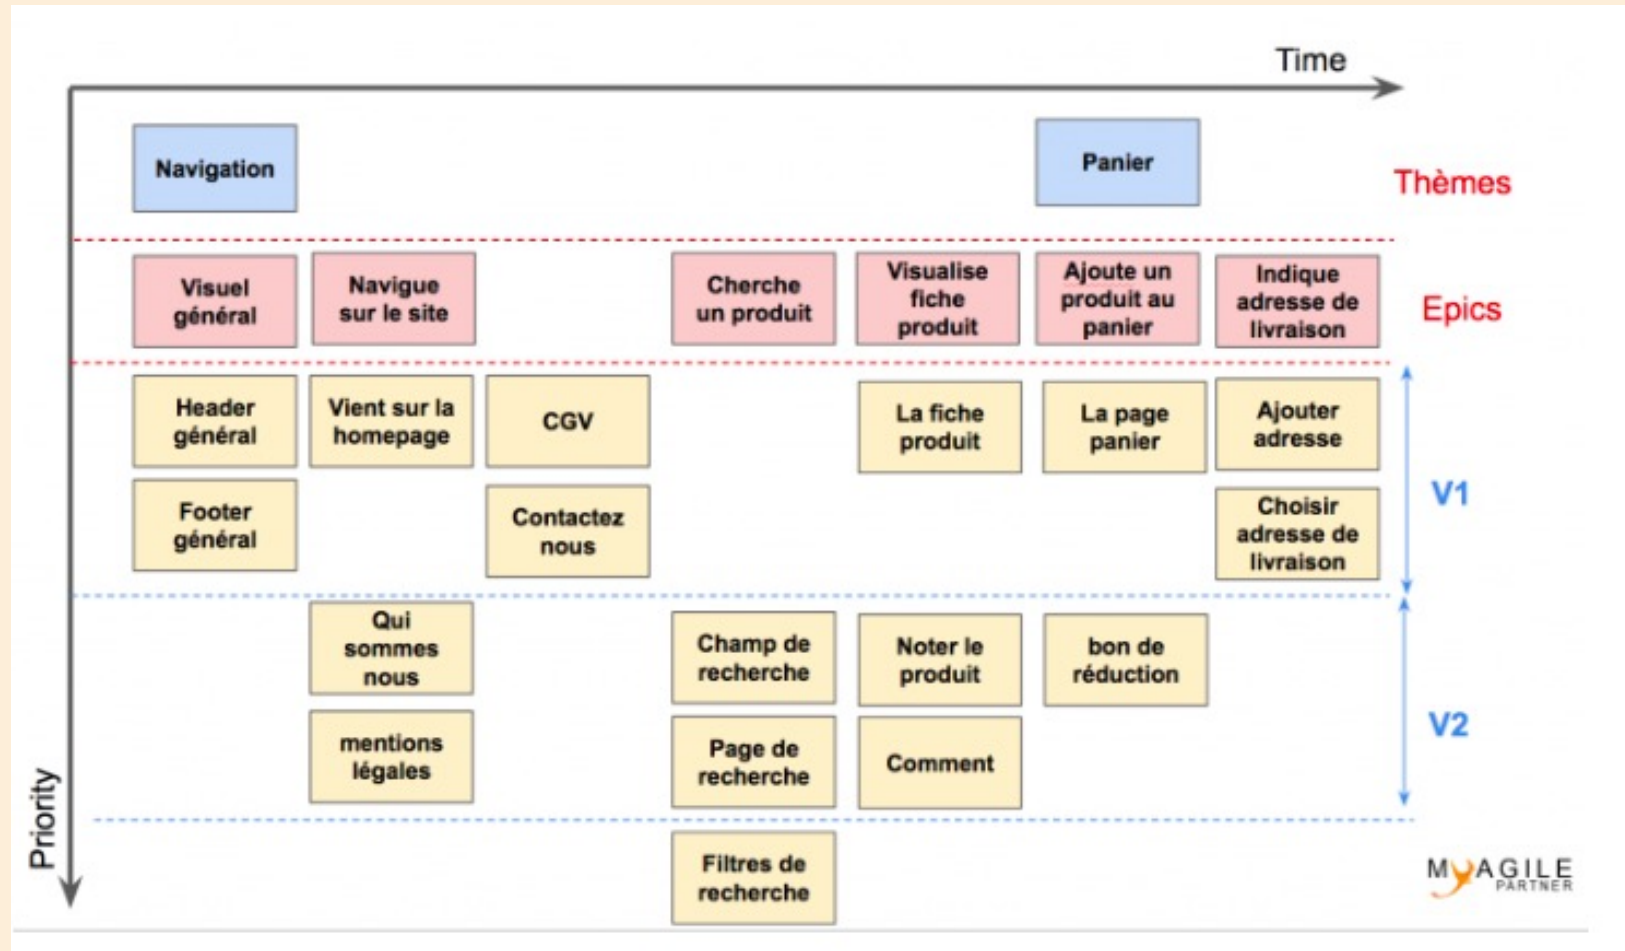 Time
Navigation
Panier
Thèmes
Visuel
général
Navigue
sur le site
Cherche
un produit
Visualise
fiche
produit
Ajoute un
produit au
panier
Indique
adresse de
livraison
Epics
Header
général
Vient sur la
homepage
CGV
La fiche
produit
La page
panier
Ajouter
adresse
Footer
général
Contactez
nous
Choisir
adresse de
livraison
V1
Qui
sommes
nous
Champ de
recherche
Noter le
produit
bon de
réduction
mentions
légales
Page de
recherche
Comment
V2
Filtres de
recherche
Priority
MYAGILE
PARTNER